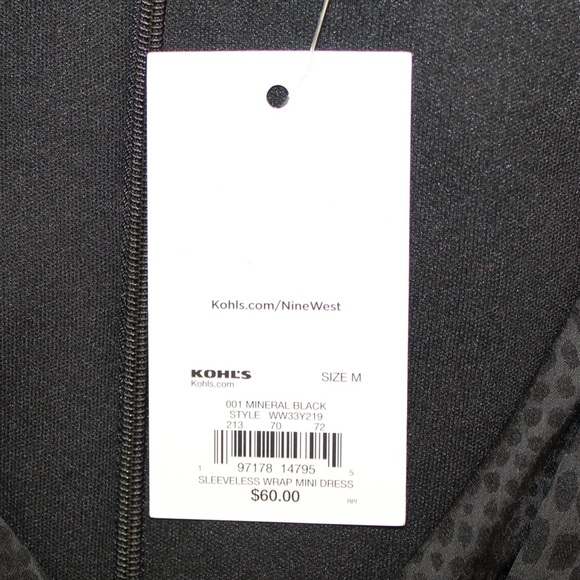 Kohls.com/NineWest
KOHL'S SIZE M
Kohls.com
001 MINERAL BLACK
STYLE WW33Y219
213 70 72
1 97178 14795 5
SLEEVELESS WRAP MINI DRESS
$60.00
RPI